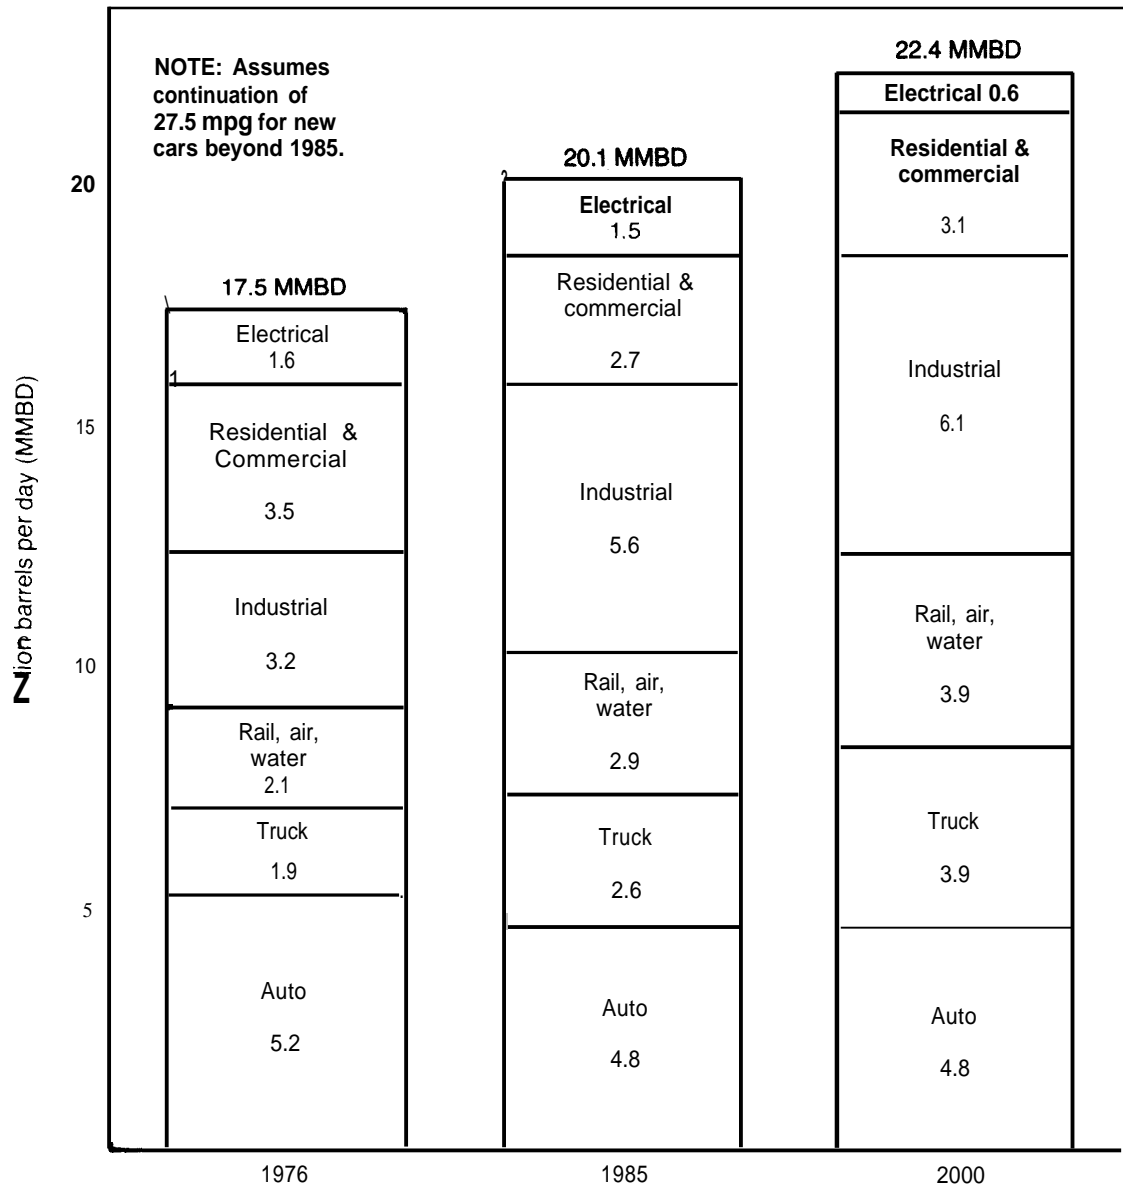 NOTE: Assumes
continuation of
27.5 mpg for new
cars beyond 1985.
lion barrels per day (MMBD)
20
15
10
5
17.5 MMBD
Electrical
1.6
Residential &
Commercial
3.5
Industrial
3.2
Rail, air,
water
2.1
Truck
1.9
Auto
5.2
1976
20.1 MMBD
Electrical
1.5
Residential &
commercial
2.7
Industrial
5.6
Rail, air,
water
2.9
Truck
2.6
Auto
4.8
1985
22.4 MMBD
Electrical 0.6
Residential &
commercial
3.1
Industrial
6.1
Rail, air,
water
3.9
Truck
3.9
Auto
4.8
2000